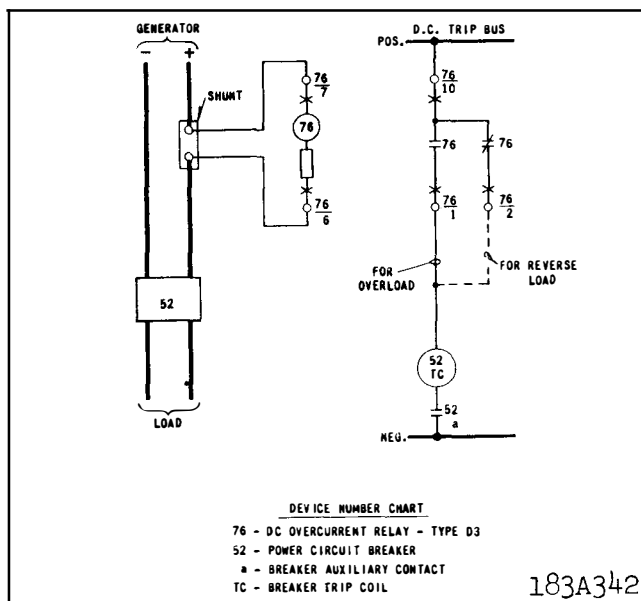 GENERATOR
— +
SHUNT
76
7
76
76
6
52
LOAD
D.C. TRIP BUS
POS.
76
10
76
76
76
1
76
2
FOR
OVERLOAD
FOR REVERSE
LOAD
52
TC
52
a
NEG.
DEVICE NUMBER CHART
76 - DC OVERCURRENT RELAY - TYPE D3
52 - POWER CIRCUIT BREAKER
a - BREAKER AUXILIARY CONTACT
TC - BREAKER TRIP COIL
183A342